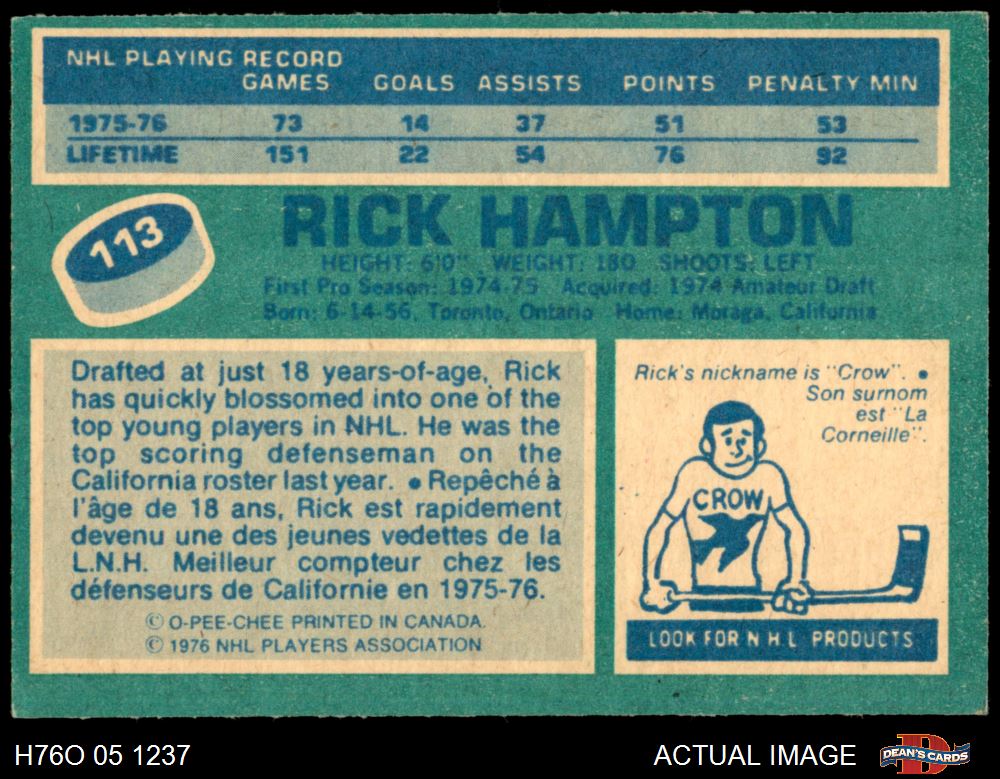 NHL PLAYING RECORD
GAMES GOALS ASSISTS POINTS PENALTY MIN
1975-76 73 14 37 51 53
LIFETIME 151 22 54 76 92
113
RICK HAMPTON
HEIGHT: 6'0" WEIGHT: 180 SHOOTS: LEFT
First Pro Season: 1974-75 Acquired: 1974 Amateur Draft
Born: 6-14-56, Toronto, Ontario Home: Moraga, California
Drafted at just 18 years-of-age, Rick
has quickly blossomed into one of the
top young players in NHL. He was the
top scoring defenseman on the
California roster last year. • Repêché à
l'âge de 18 ans, Rick est rapidement
devenu une des jeunes vedettes de la
L.N.H. Meilleur compteur chez les
défenseurs de Californie en 1975-76.
© O-PEE-CHEE PRINTED IN CANADA.
© 1976 NHL PLAYERS ASSOCIATION
Rick's nickname is "Crow". •
Son surnom
est "La
Corneille".
CROW
LOOK FOR N H L PRODUCTS
H76O 05 1237
ACTUAL IMAGE
D
DEAN'S CARDS